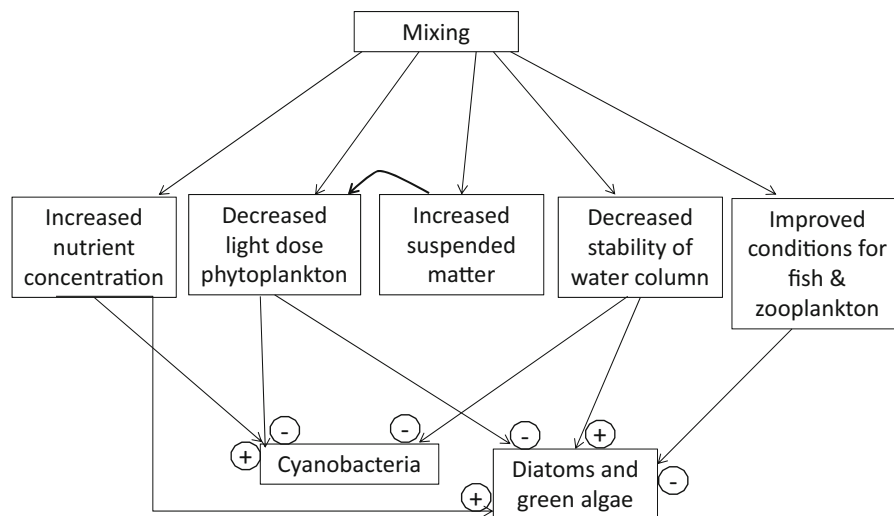 Mixing
Increased
nutrient
concentration
Decreased
light dose
phytoplankton
Increased
suspended
matter
Decreased
stability of
water column
Improved
conditions for
fish &
zooplankton
+
-
-
Cyanobacteria
-
+
-
+
Diatoms and
green algae